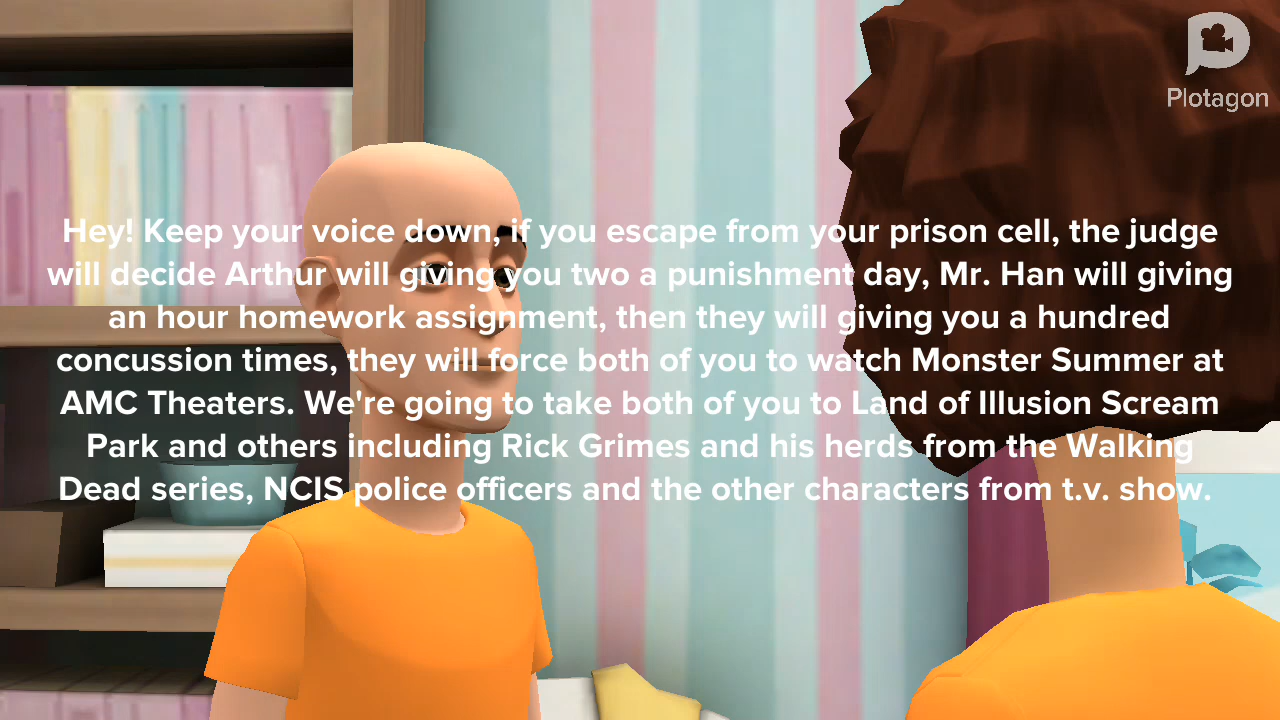 Plotagon
Hey! Keep your voice down, if you escape from your prison cell, the judge
will decide Arthur will giving you two a punishment day, Mr. Han will giving
an hour homework assignment, then they will giving you a hundred
concussion times, they will force both of you to watch Monster Summer at
AMC Theaters. We're going to take both of you to Land of Illusion Scream
Park and others including Rick Grimes and his herds from the Walking
Dead series, NCIS police officers and the other characters from t.v. show.